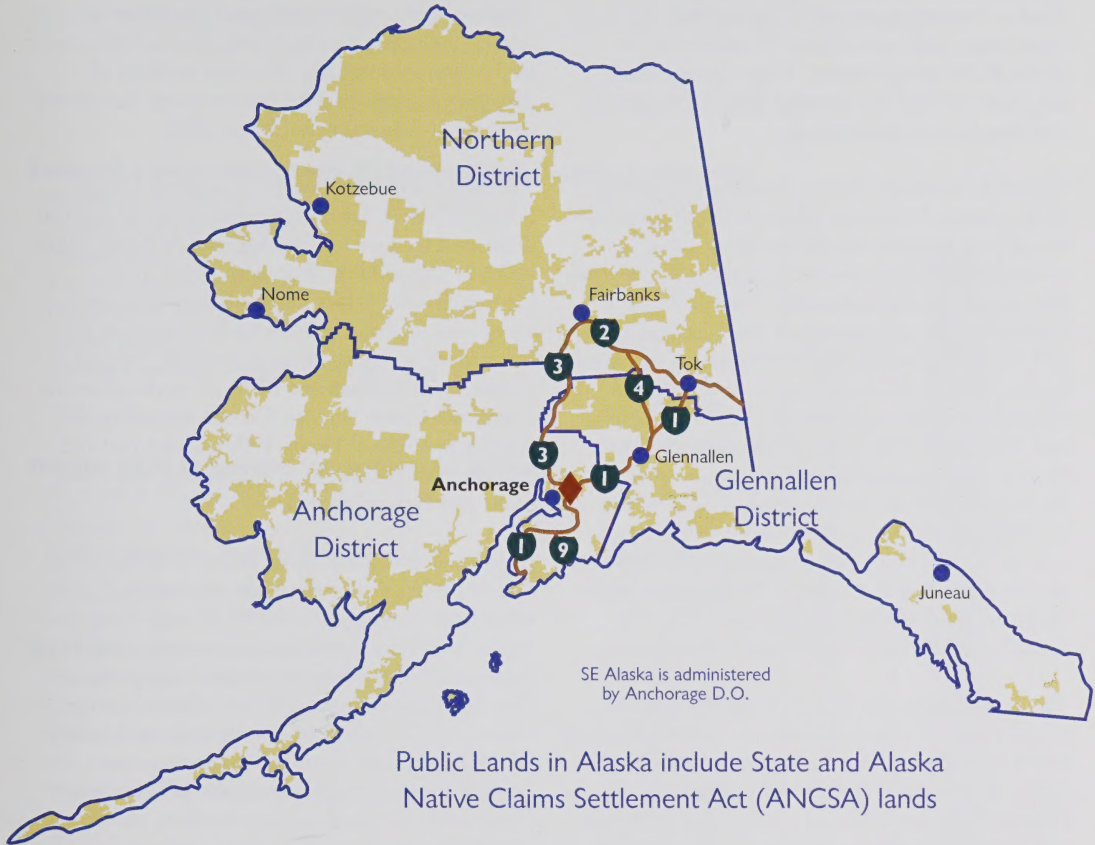 Northern
District
Kotzebue
Nome
Fairbanks
2
3
Tok
4
1
3
Glennallen
Anchorage
1
Glennallen
District
Anchorage
District
1
9
Juneau
SE Alaska is administered
by Anchorage D.O.
Public Lands in Alaska include State and Alaska
Native Claims Settlement Act (ANCSA) lands